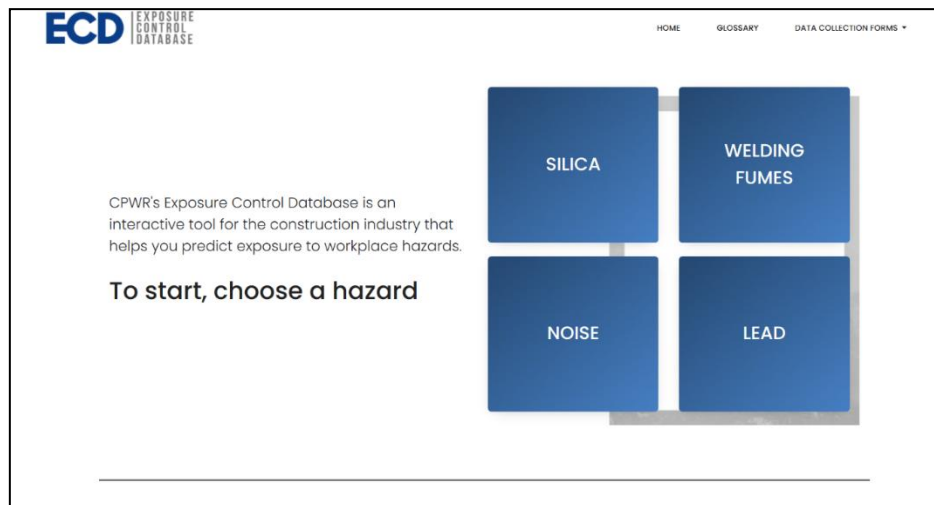 ECD
EXPOSURE
CONTROL
DATABASE
HOME GLOSSARY DATA COLLECTION FORMS
CPWR's Exposure Control Database is an
interactive tool for the construction industry that
helps you predict exposure to workplace hazards.
To start, choose a hazard
SILICA
WELDING
FUMES
NOISE
LEAD